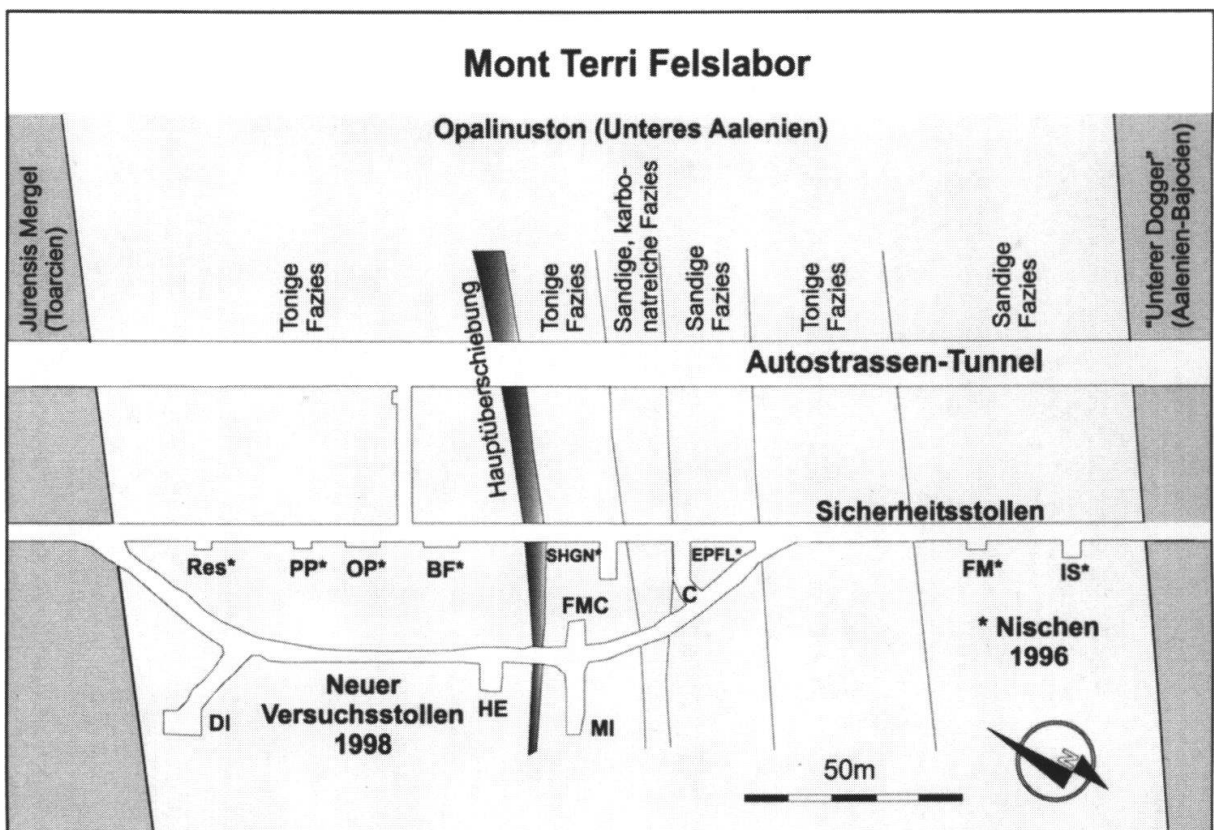 Mont Terri Felslabor
Opalinuston (Unteres Aalenien)
Jurensis Mergel
(Toarcien)
Tonige
Fazies
Hauptüberschiebung
Tonige
Fazies
Sandige, karbo-
natreiche Fazies
Sandige
Fazies
Tonige
Fazies
Sandige
Fazies
"Unterer Dogger"
(Aalenien-Bajocien)
Autostrassen-Tunnel
Sicherheitsstollen
Res*
PP*
OP*
BF*
SHGN*
EPFL*
FM*
IS*
C
FMC
* Nischen
1996
Neuer
Versuchsstollen
1998
DI
HE
MI
50m
N